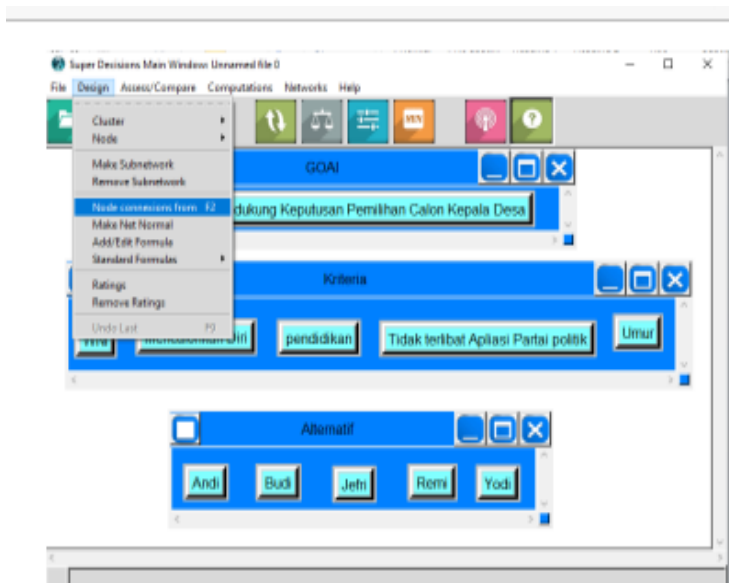 Super Decisions Main Window: Unnamed file 0
File Design Assess/Compare Computations Networks Help
Cluster
Node
Make Subnetwork
Remove Subnetwork
Node connexions from F2
Make Net Normal
Add/Edit Formula
Standard Formulas
Ratings
Remove Ratings
Undo Last F9
GOAl
dukung Keputusan Pemilihan Calon Kepala Desa
Kriteria
pendidikan
Tidak terlibat Apliasi Partai politik
Umur
Alternatif
Andi
Budi
Jefri
Remi
Yodi